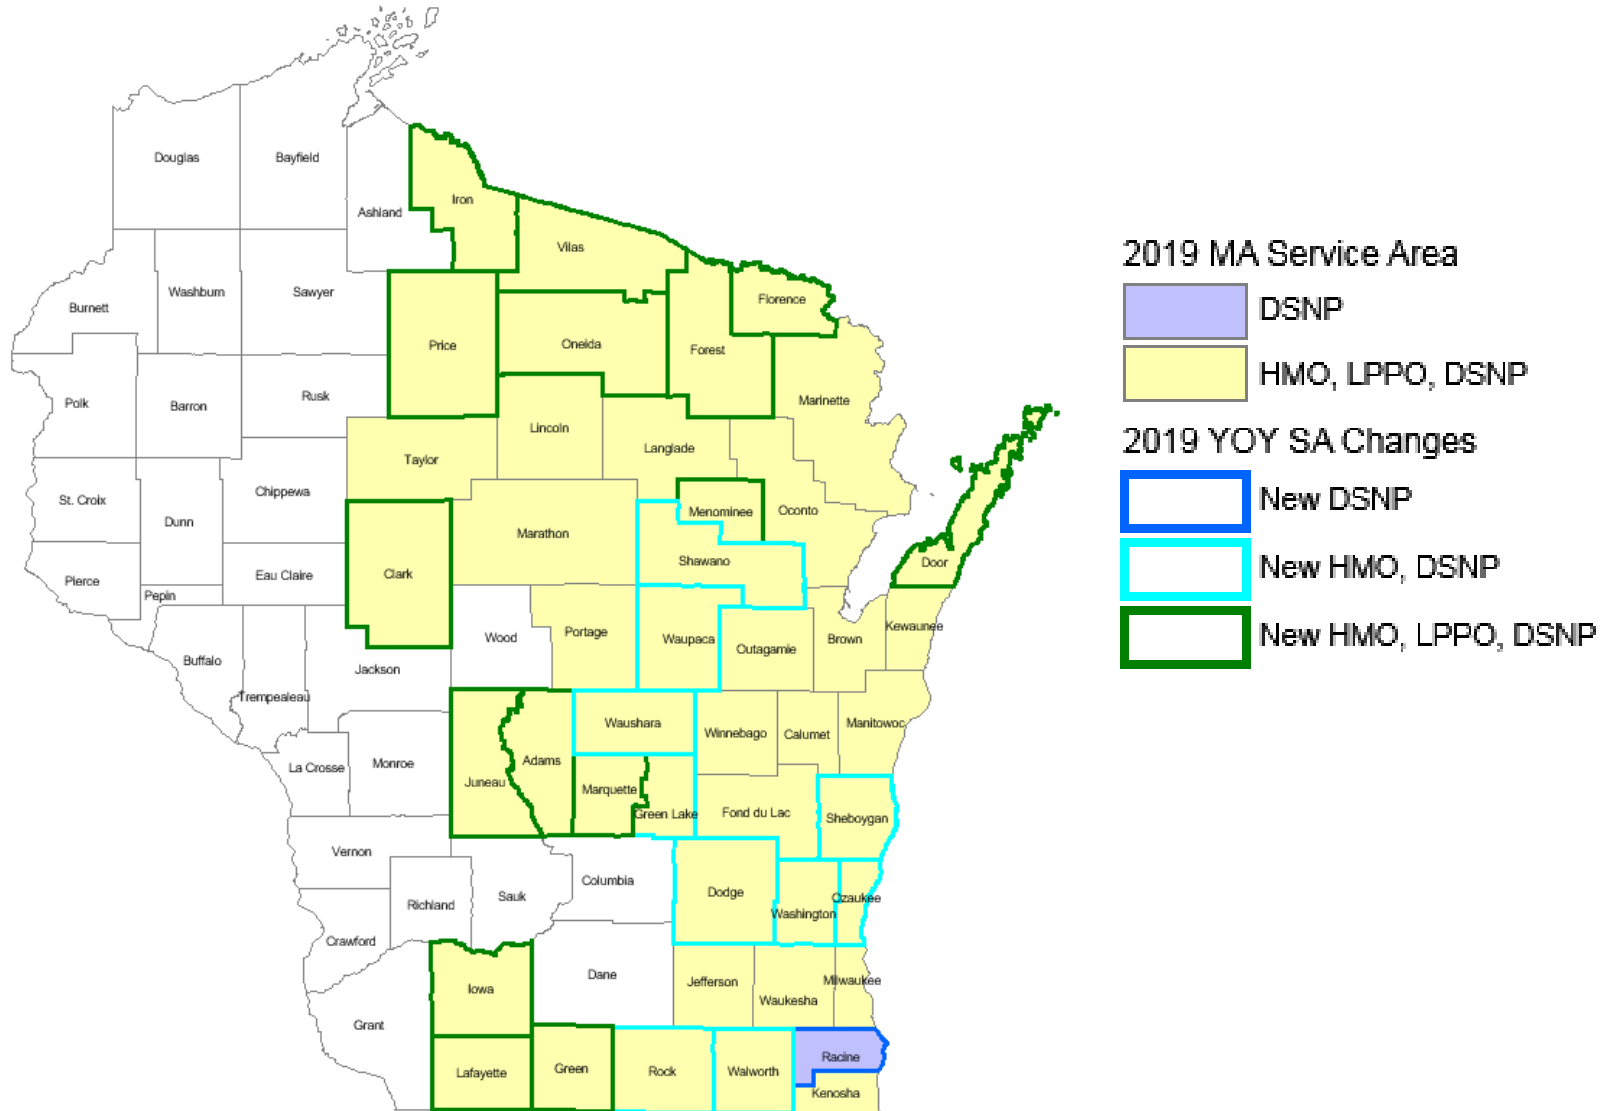 Douglas
Bayfield
Ashland
Iron
Vilas
Burnett
Washburn
Sawyer
Florence
Price
Oneida
Forest
Polk
Barron
Rusk
Marinette
Lincoln
Langlade
Taylor
St. Croix
Chippewa
Dunn
Marathon
Menominee
Oconto
Pierce
Eau Claire
Clark
Shawano
Door
Pepin
Wood
Portage
Waupaca
Outagamie
Brown
Kewaunee
Buffalo
Jackson
Trempealeau
Waushara
Winnebago
Calumet
Manitowoc
La Crosse
Monroe
Juneau
Adams
Marquette
Green Lake
Fond du Lac
Sheboygan
Vernon
Richland
Sauk
Columbia
Dodge
Washington
Ozaukee
Crawford
Iowa
Dane
Jefferson
Waukesha
Milwaukee
Grant
Lafayette
Green
Rock
Walworth
Racine
Kenosha
2019 MA Service Area
DSNP
HMO, LPPO, DSNP
2019 YOY SA Changes
New DSNP
New HMO, DSNP
New HMO, LPPO, DSNP